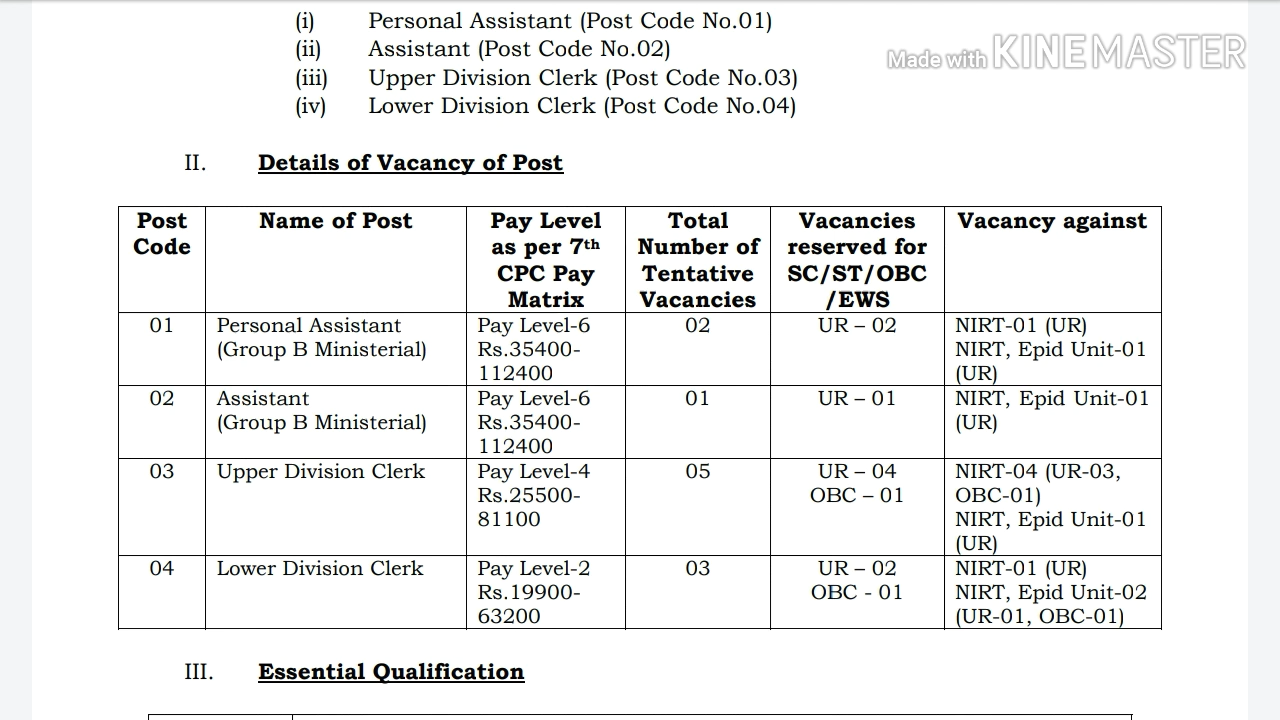 (i) Personal Assistant (Post Code No.01)
(ii) Assistant (Post Code No.02)
(iii) Upper Division Clerk (Post Code No.03)
(iv) Lower Division Clerk (Post Code No.04)
Made with KINEMASTER
II. Details of Vacancy of Post
Post Code | Name of Post | Pay Level as per 7th CPC Pay Matrix | Total Number of Tentative Vacancies | Vacancies reserved for SC/ST/OBC /EWS | Vacancy against
01 | Personal Assistant (Group B Ministerial) | Pay Level-6 Rs.35400-112400 | 02 | UR – 02 | NIRT-01 (UR) NIRT, Epid Unit-01 (UR)
02 | Assistant (Group B Ministerial) | Pay Level-6 Rs.35400-112400 | 01 | UR – 01 | NIRT, Epid Unit-01 (UR)
03 | Upper Division Clerk | Pay Level-4 Rs.25500-81100 | 05 | UR – 04 OBC – 01 | NIRT-04 (UR-03, OBC-01) NIRT, Epid Unit-01 (UR)
04 | Lower Division Clerk | Pay Level-2 Rs.19900-63200 | 03 | UR – 02 OBC - 01 | NIRT-01 (UR) NIRT, Epid Unit-02 (UR-01, OBC-01)
III. Essential Qualification